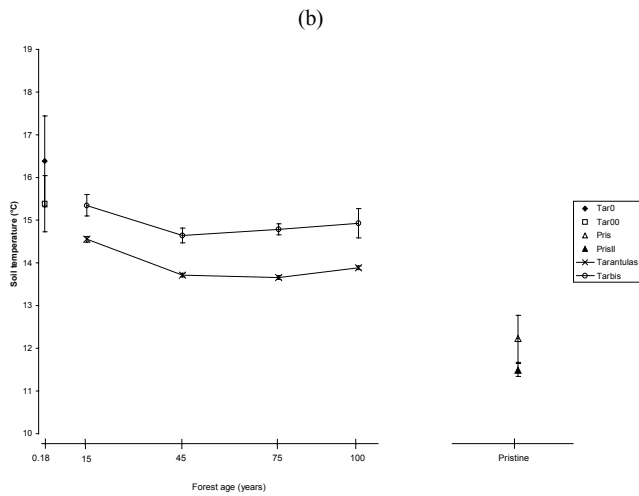 (b)
19
18
17
16
15
14
13
12
11
10
Soil temperature (°C)
0.18 15 45 75 100 Pristine
Forest age (years)
Tar0
Tar00
Pris
PrisII
Tarantulas
Tarbis